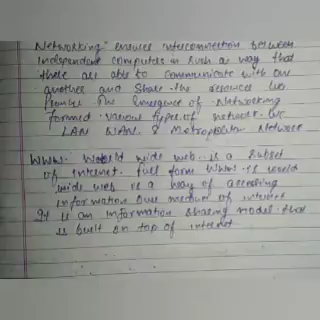 Networking ensures interconnection between
independent computers in such a way that
there are able to communicate with one
another and share the resources
the emergence of Networking
formed various types of network
LAN WAN & Metropolitan Network
WWW. World wide web is a subset
of internet. full form WWW is world
wide web is a way of accessing
information over medium of internet
It is an information sharing model that
is built on top of internet